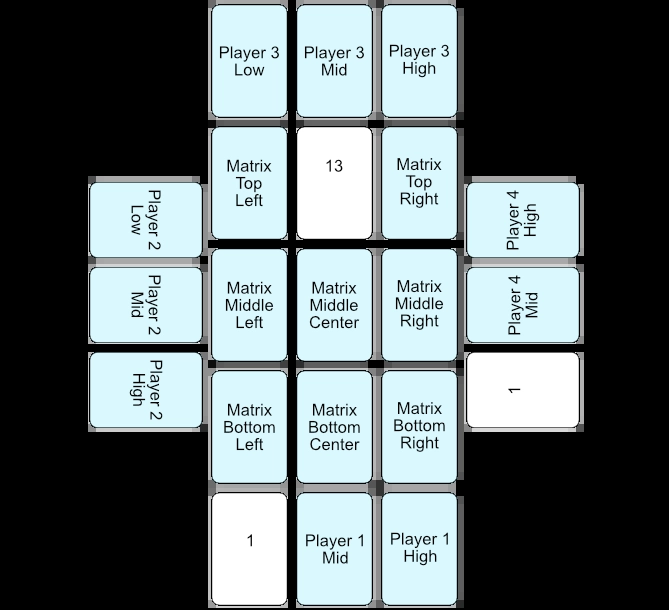 Player 3
Low
Player 3
Mid
Player 3
High
Matrix
Top
Left
13
Matrix
Top
Right
Player 2
Low
Player 4
High
Player 2
Mid
Matrix
Middle
Left
Matrix
Middle
Center
Matrix
Middle
Right
Player 4
Mid
Player 2
High
Matrix
Bottom
Left
Matrix
Bottom
Center
Matrix
Bottom
Right
1
1
Player 1
Mid
Player 1
High